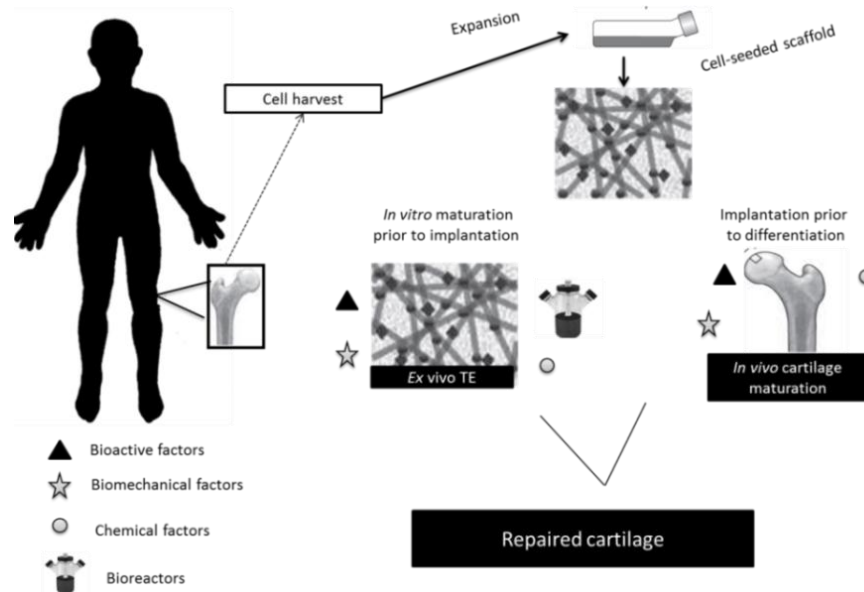 Expansion
Cell-seeded scaffold
Cell harvest
In vitro maturation
prior to implantation
Implantation prior
to differentiation
Ex vivo TE
In vivo cartilage
maturation
Bioactive factors
Biomechanical factors
Chemical factors
Bioreactors
Repaired cartilage